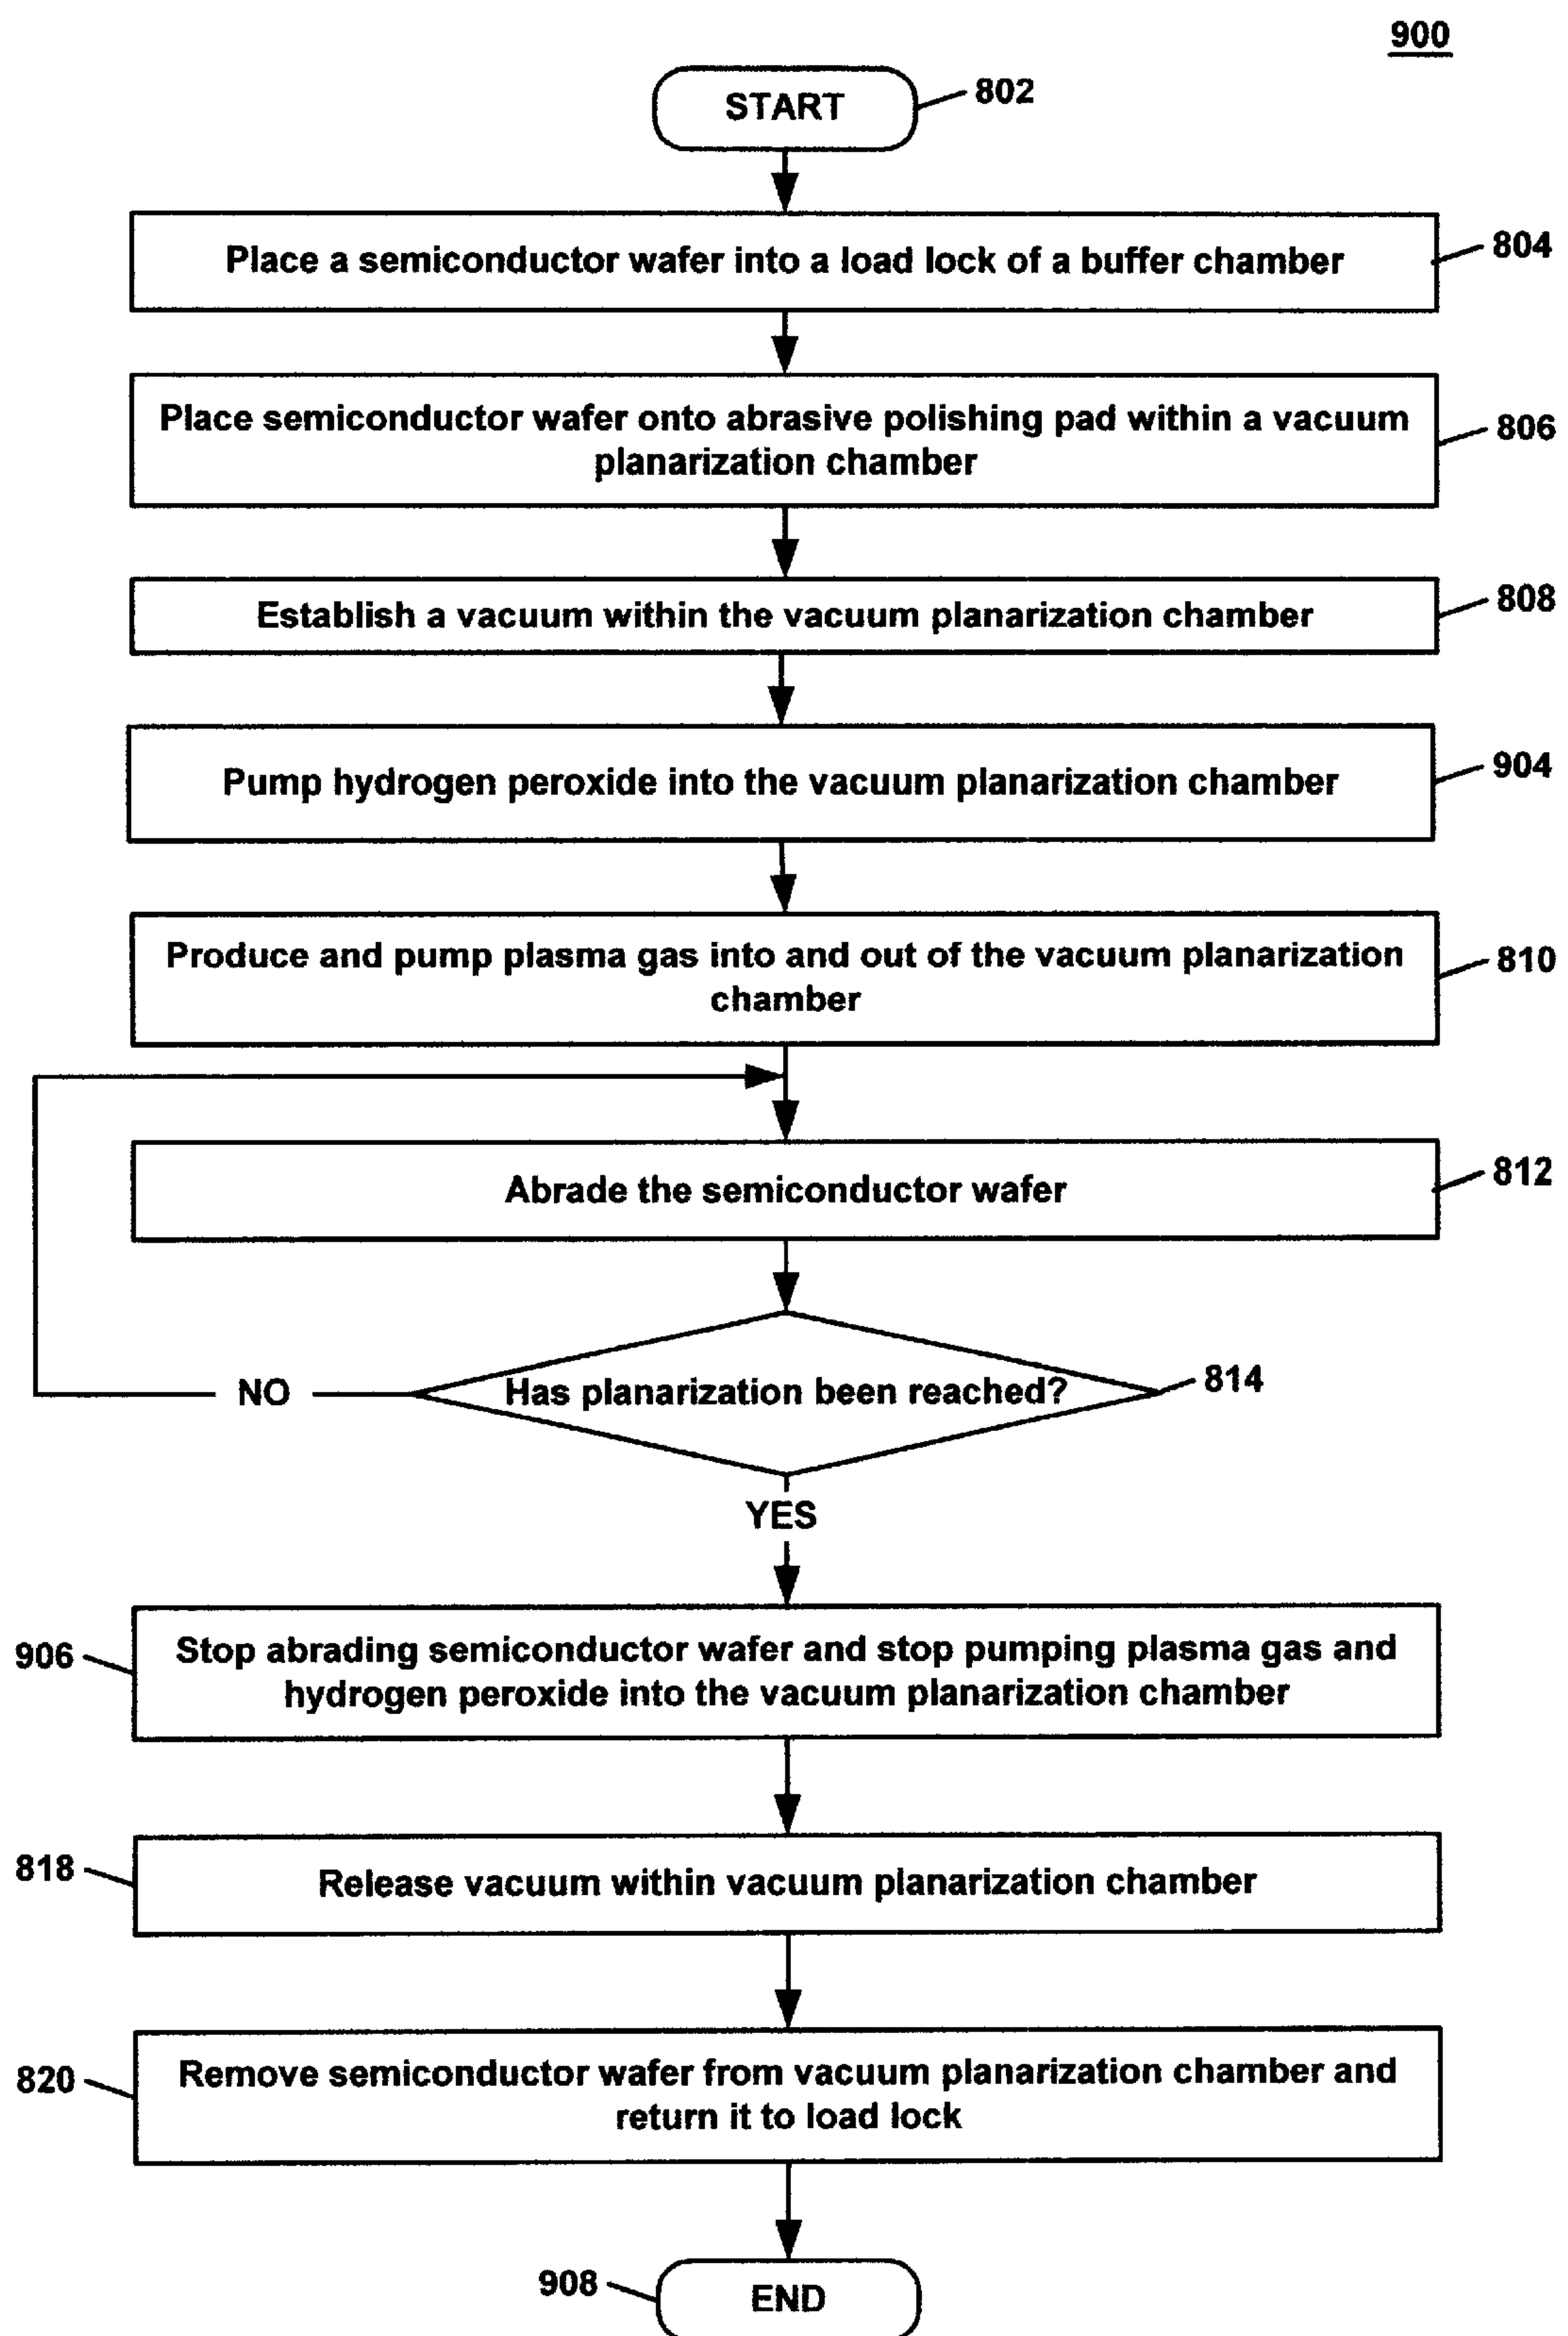 900
START
802
Place a semiconductor wafer into a load lock of a buffer chamber
804
Place semiconductor wafer onto abrasive polishing pad within a vacuum
planarization chamber
806
Establish a vacuum within the vacuum planarization chamber
808
Pump hydrogen peroxide into the vacuum planarization chamber
904
Produce and pump plasma gas into and out of the vacuum planarization
chamber
810
Abrade the semiconductor wafer
812
Has planarization been reached?
814
NO
YES
906
Stop abrading semiconductor wafer and stop pumping plasma gas and
hydrogen peroxide into the vacuum planarization chamber
818
Release vacuum within vacuum planarization chamber
820
Remove semiconductor wafer from vacuum planarization chamber and
return it to load lock
908
END